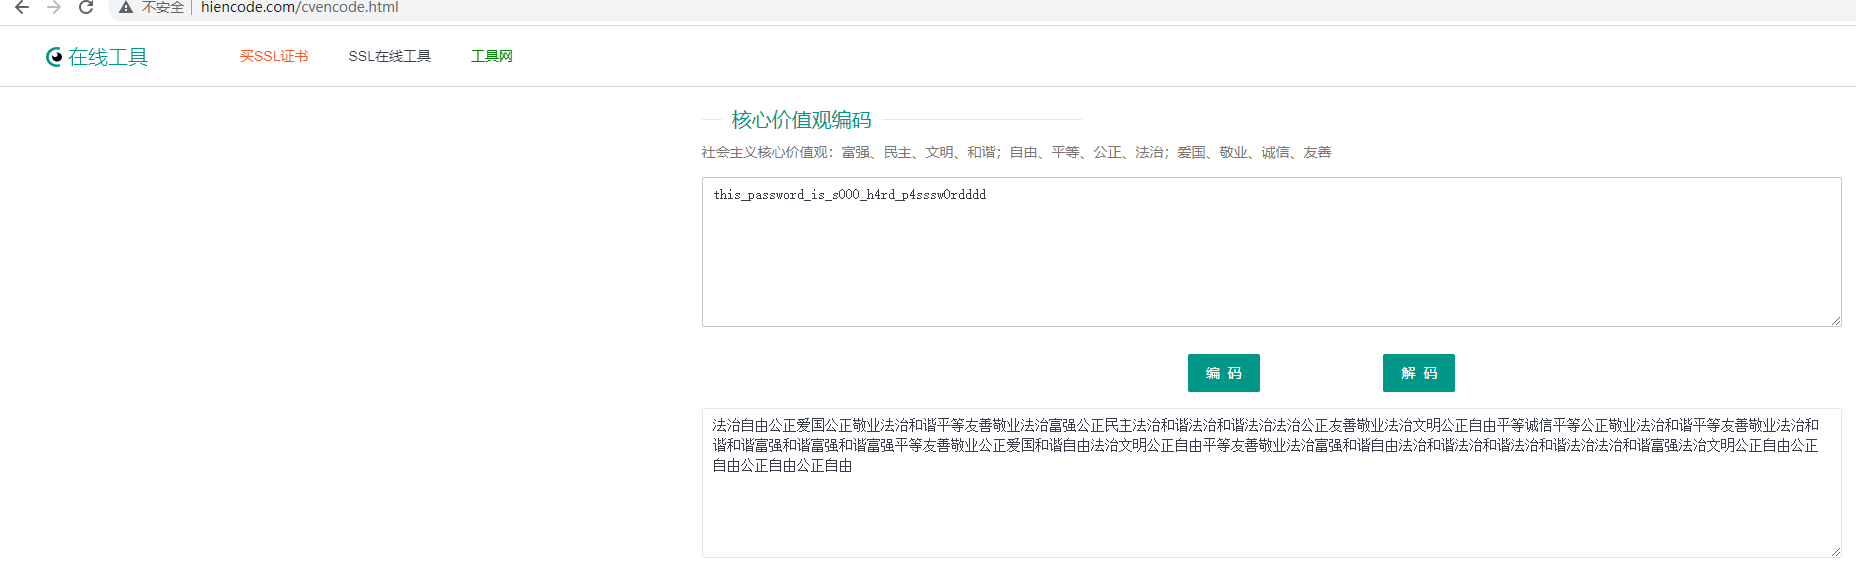 不安全 hiencode.com/cvencode.html
在线工具 买SSL证书 SSL在线工具 工具网
核心价值观编码
社会主义核心价值观：富强、民主、文明、和谐；自由、平等、公正、法治；爱国、敬业、诚信、友善
this_password_is_s000_h4rd_p4sssw0rdddd
编 码 解 码
法治自由公正爱国公正敬业法治和谐平等友善敬业法治富强公正民主法治和谐法治和谐法治法治公正友善敬业法治文明公正自由平等诚信平等公正敬业法治和谐平等友善敬业法治和
谐和谐富强和谐富强和谐富强平等友善敬业公正爱国和谐自由法治文明公正自由平等友善敬业法治富强和谐自由法治和谐法治和谐法治和谐法治法治和谐富强法治文明公正自由公正
自由公正自由公正自由